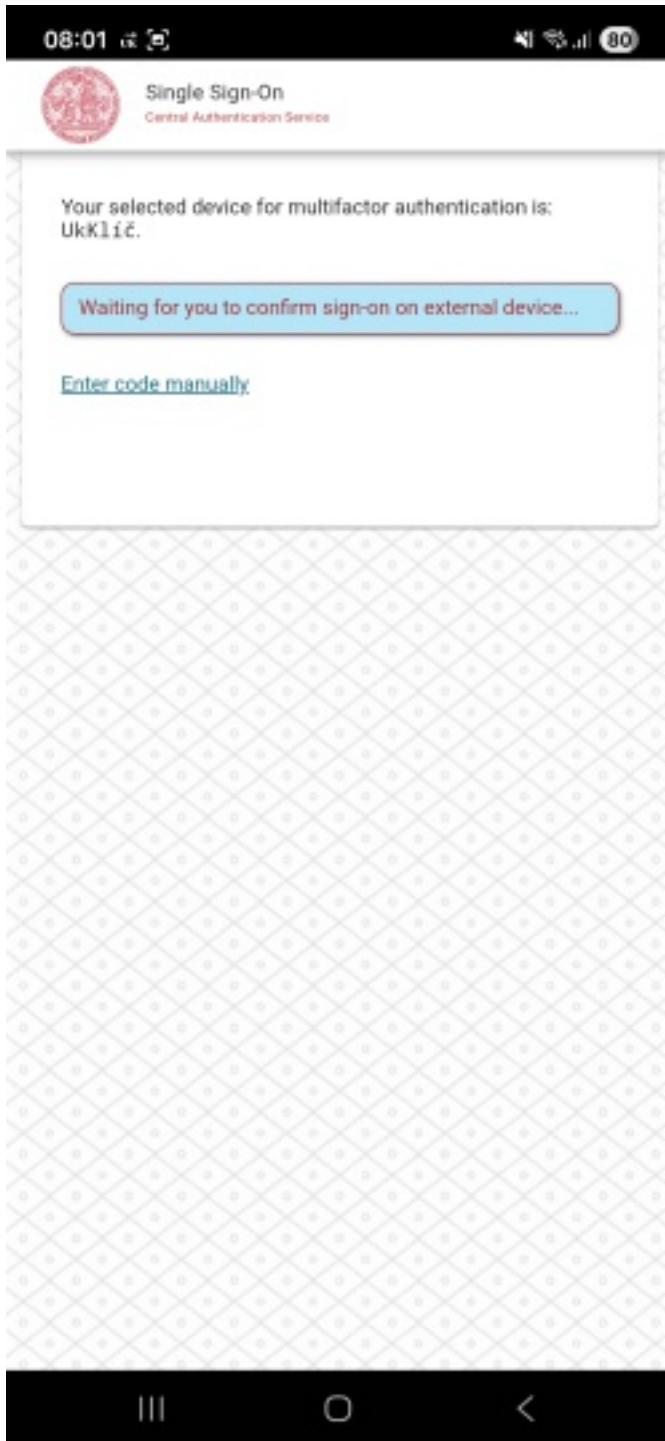 08:01
80
Single Sign-On
Central Authentication Service
Your selected device for multifactor authentication is:
UkKlíč.
Waiting for you to confirm sign-on on external device...
Enter code manually